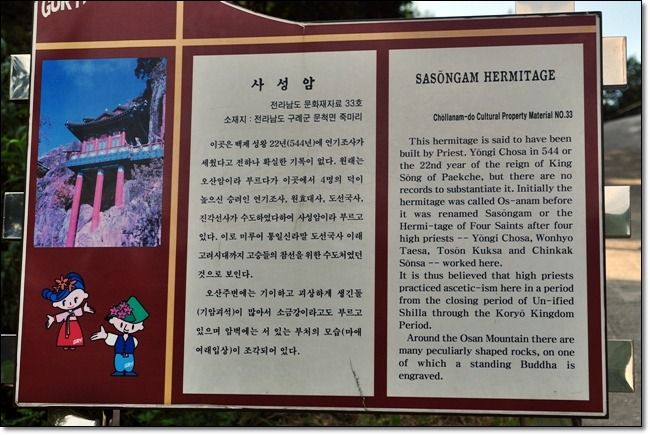 사성암
전라남도 문화재자료 33호
소재지 : 전라남도 구례군 문척면 죽마리
이곳은 백제 성왕 22년(544년)에 연기조사가
세웠다고 전하나 확실한 기록이 없다. 원래는
오산암이라 부르다가 이곳에서 4명의 덕이
높으신 승려인 연기조사, 원효대사, 도선국사,
진각선사가 수도하였다하여 사성암이라 부르고
있다. 이로 미루어 통일신라말 도선국사 이래
고려시대까지 고승들의 참선을 위한 수도처였던
것으로 보인다.
오산주변에는 기이하고 괴상하게 생긴돌
(기암괴석)이 많아서 소금강이라고도 부르고
있으며 암벽에는 서 있는 부처의 모습(마애
여래입상)이 조각되어 있다.
SASŎNGAM HERMITAGE
Chŏllanam-do Cultural Property Material NO.33
This hermitage is said to have been
built by Priest. Yŏngi Chosa in 544 or
the 22nd year of the reign of King
Sŏng of Paekche, but there are no
records to substantiate it. Initially the
hermitage was called Os-anam before
it was renamed Sasŏngam or the
Hermi-tage of Four Saints after four
high priests -- Yŏngi Chosa, Wonhyo
Taesa, Tosŏn Kuksa and Chinkak
Sŏnsa -- worked here.
It is thus believed that high priests
practiced ascetic-ism here in a period
from the closing period of Un-ified
Shilla through the Koryŏ Kingdom
Period.
Around the Osan Mountain there are
many peculiarly shaped rocks, on one
of which a standing Buddha is
engraved.